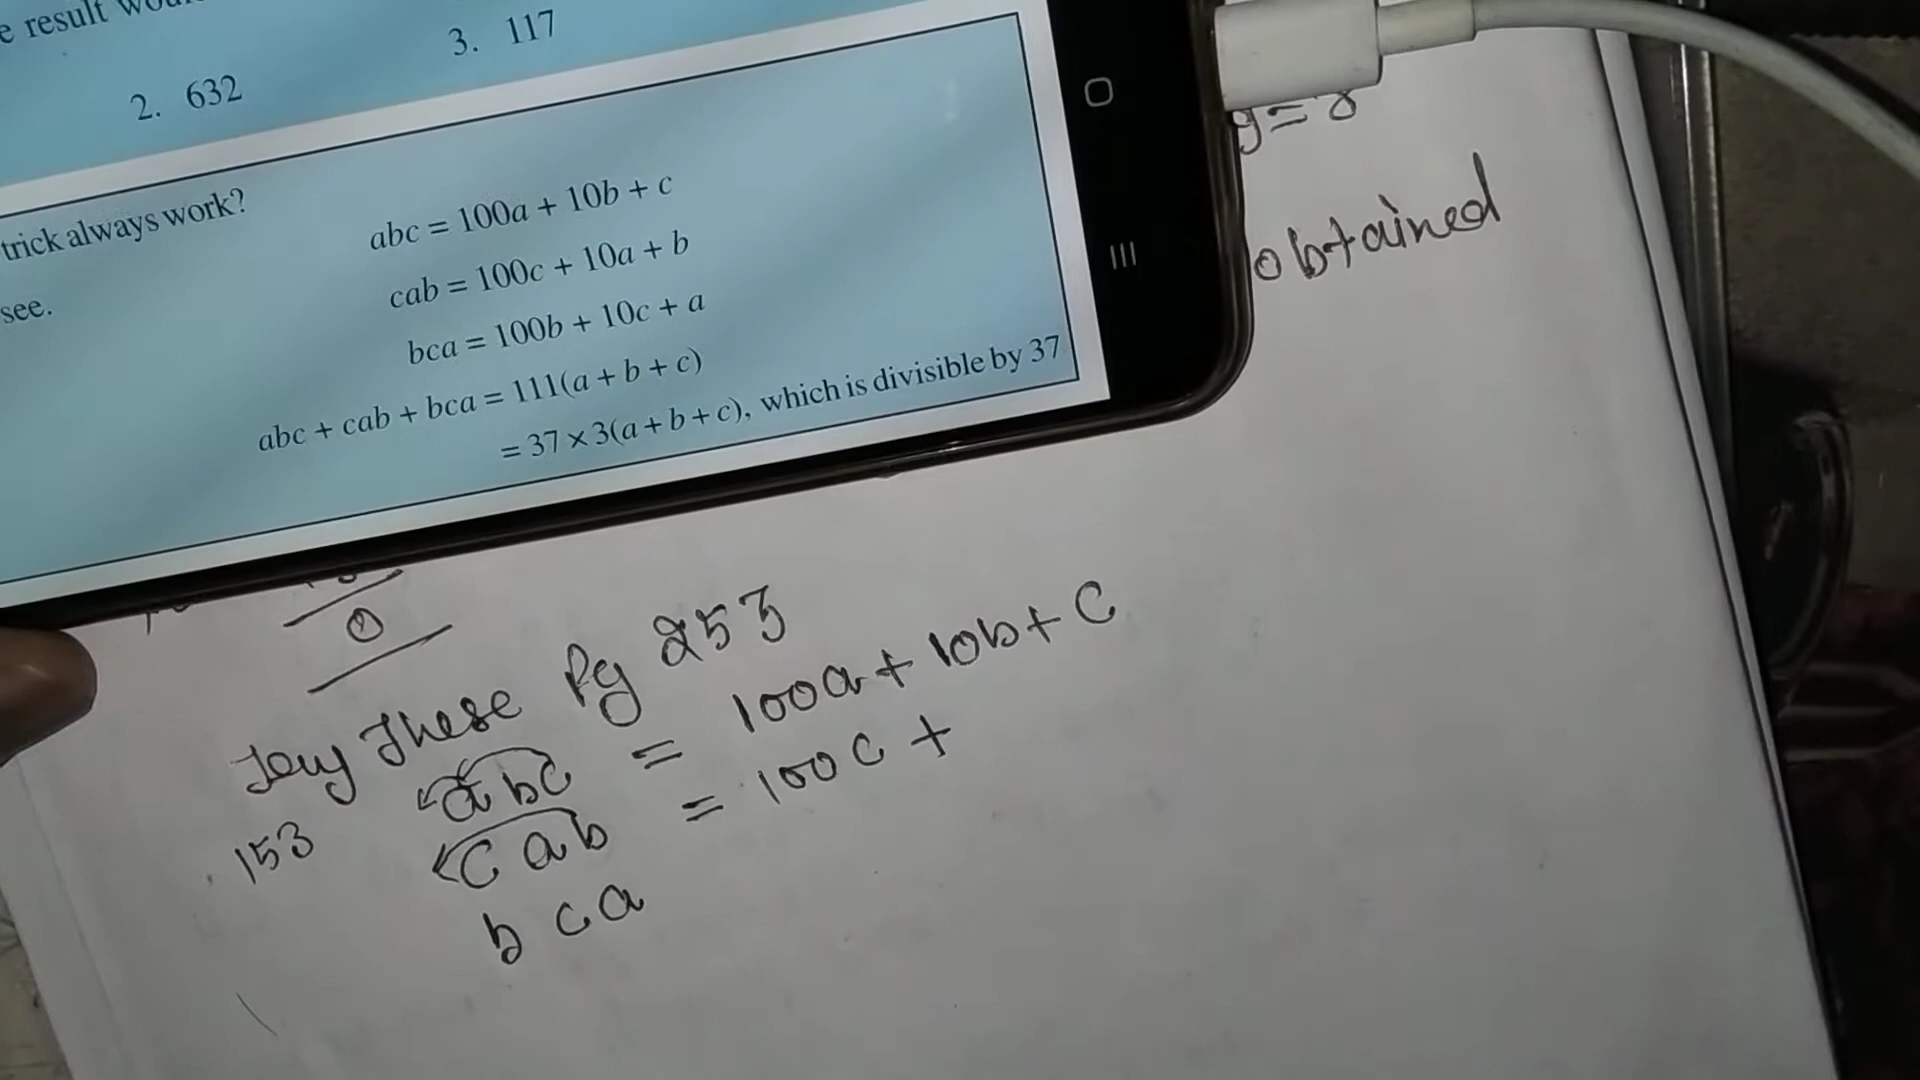 e result
2. 632
3. 117
trick always work?
see.
abc = 100a + 10b + c
cab = 100c + 10a + b
bca = 100b + 10c + a
abc + cab + bca = 111(a + b + c)
= 37 × 3(a + b + c), which is divisible by 37
y = 8
obtained
0
These Pg 253
abc = 100a + 10b + c
153
cab = 100c +
bca